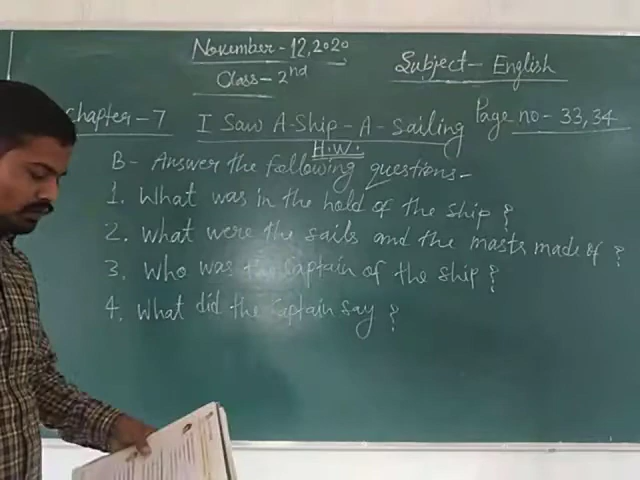 November - 12, 2020
Class - 2nd
Subject - English
Chapter - 7 I Saw A-Ship-A-Sailing Page no - 33, 34
H.W.
B - Answer the following questions -
1. What was in the hold of the ship ?
2. What were the sails and the masts made of ?
3. Who was the Captain of the ship ?
4. What did the Captain say ?